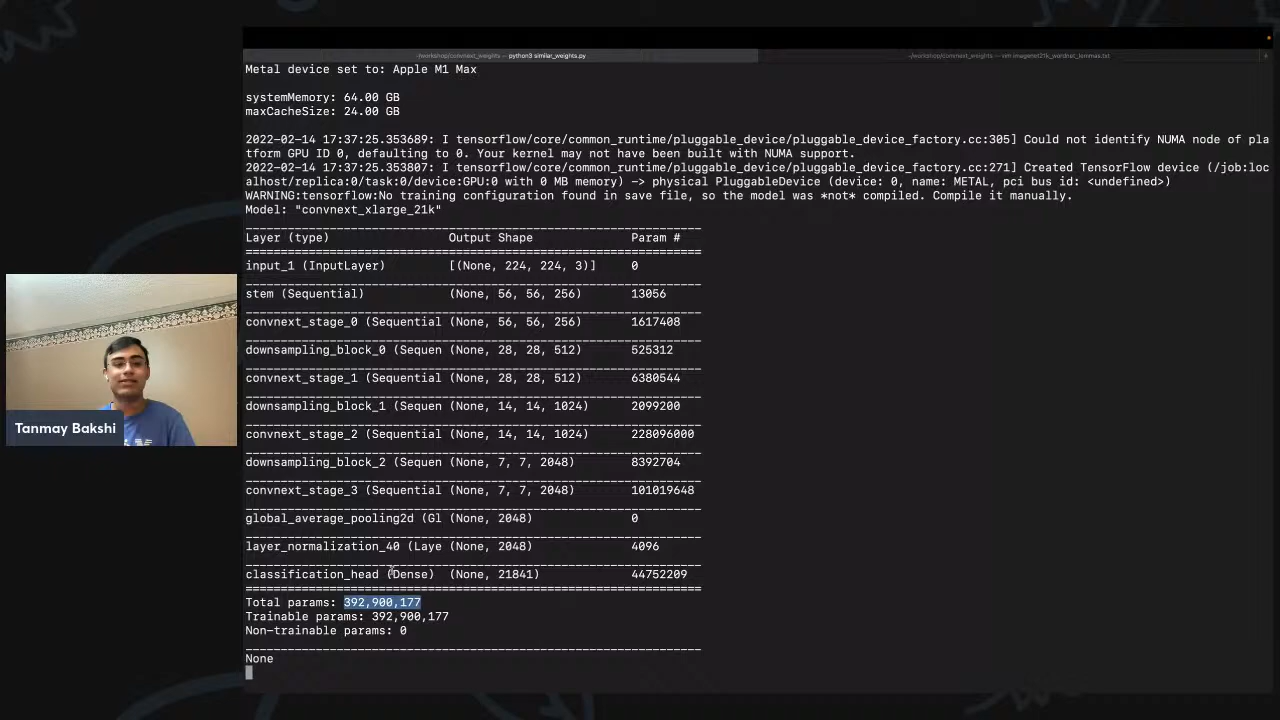 ~/workshop/convnext_weights — python3 similar_weights.py
~/workshop/convnext_weights — vim imagenet21k_wordnet_lemmas.txt
Metal device set to: Apple M1 Max
systemMemory: 64.00 GB
maxCacheSize: 24.00 GB
2022-02-14 17:37:25.353689: I tensorflow/core/common_runtime/pluggable_device/pluggable_device_factory.cc:305] Could not identify NUMA node of pla
tform GPU ID 0, defaulting to 0. Your kernel may not have been built with NUMA support.
2022-02-14 17:37:25.353807: I tensorflow/core/common_runtime/pluggable_device/pluggable_device_factory.cc:271] Created TensorFlow device (/job:loc
alhost/replica:0/task:0/device:GPU:0 with 0 MB memory) -> physical PluggableDevice (device: 0, name: METAL, pci bus id: <undefined>)
WARNING:tensorflow:No training configuration found in save file, so the model was *not* compiled. Compile it manually.
Model: "convnext_xlarge_21k"
Layer (type) Output Shape Param #
input_1 (InputLayer) [(None, 224, 224, 3)] 0
stem (Sequential) (None, 56, 56, 256) 13056
convnext_stage_0 (Sequential (None, 56, 56, 256) 1617408
downsampling_block_0 (Sequen (None, 28, 28, 512) 525312
convnext_stage_1 (Sequential (None, 28, 28, 512) 6380544
downsampling_block_1 (Sequen (None, 14, 14, 1024) 2099200
convnext_stage_2 (Sequential (None, 14, 14, 1024) 228096000
downsampling_block_2 (Sequen (None, 7, 7, 2048) 8392704
convnext_stage_3 (Sequential (None, 7, 7, 2048) 101019648
global_average_pooling2d (Gl (None, 2048) 0
layer_normalization_40 (Laye (None, 2048) 4096
classification_head (Dense) (None, 21841) 44752209
Total params: 392,900,177
Trainable params: 392,900,177
Non-trainable params: 0
None
Tanmay Bakshi